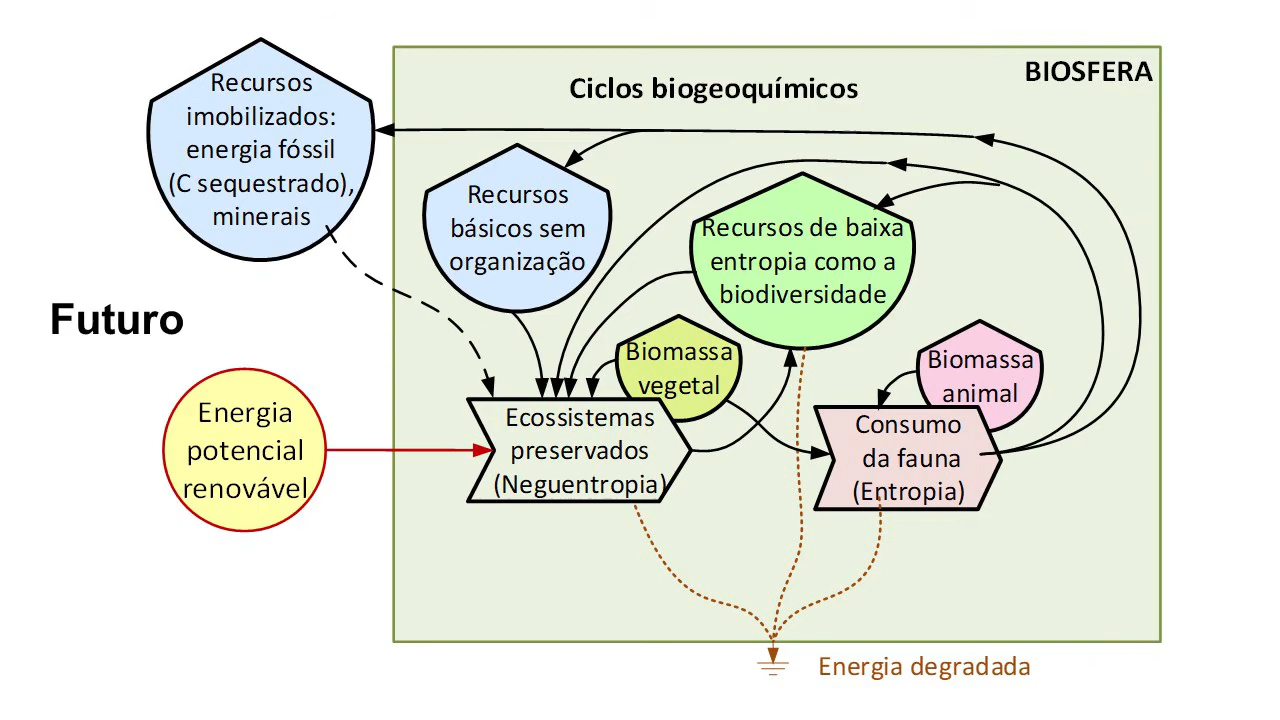 BIOSFERA
Ciclos biogeoquímicos
Recursos
imobilizados:
energia fóssil
(C sequestrado),
minerais
Recursos
básicos sem
organização
Recursos de baixa
entropia como a
biodiversidade
Futuro
Biomassa
vegetal
Biomassa
animal
Energia
potencial
renovável
Ecossistemas
preservados
(Neguentropia)
Consumo
da fauna
(Entropia)
Energia degradada